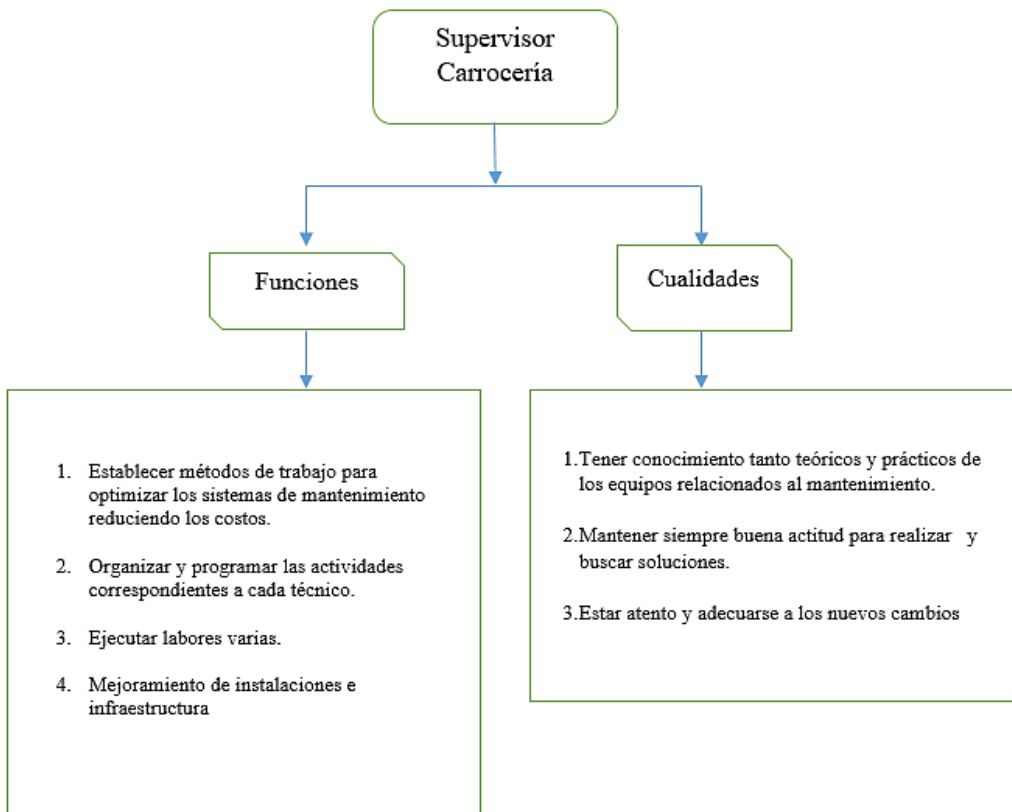 Supervisor
Carrocería
Funciones
Cualidades
1. Establecer métodos de trabajo para
optimizar los sistemas de mantenimiento
reduciendo los costos.
2. Organizar y programar las actividades
correspondientes a cada técnico.
3. Ejecutar labores varias.
4. Mejoramiento de instalaciones e
infraestructura
1.Tener conocimiento tanto teóricos y prácticos de
los equipos relacionados al mantenimiento.
2.Mantener siempre buena actitud para realizar y
buscar soluciones.
3.Estar atento y adecuarse a los nuevos cambios